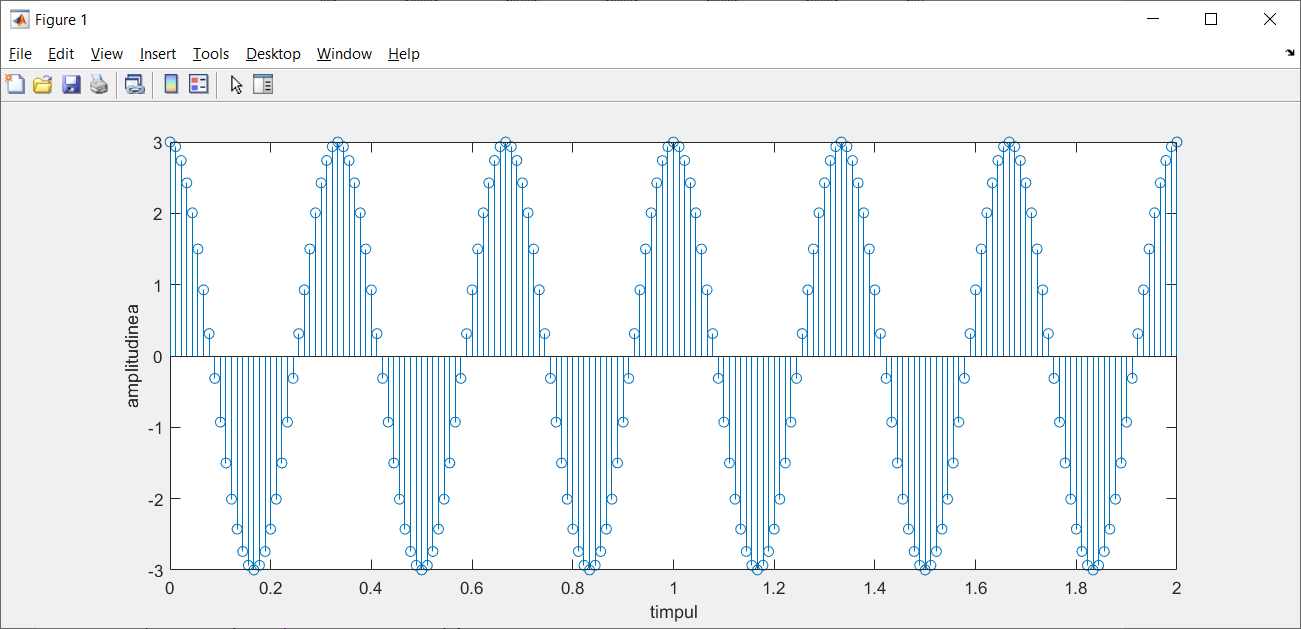 Figure 1
File Edit View Insert Tools Desktop Window Help
3
2
1
0
-1
-2
-3
amplitudinea
0 0.2 0.4 0.6 0.8 1 1.2 1.4 1.6 1.8 2
timpul